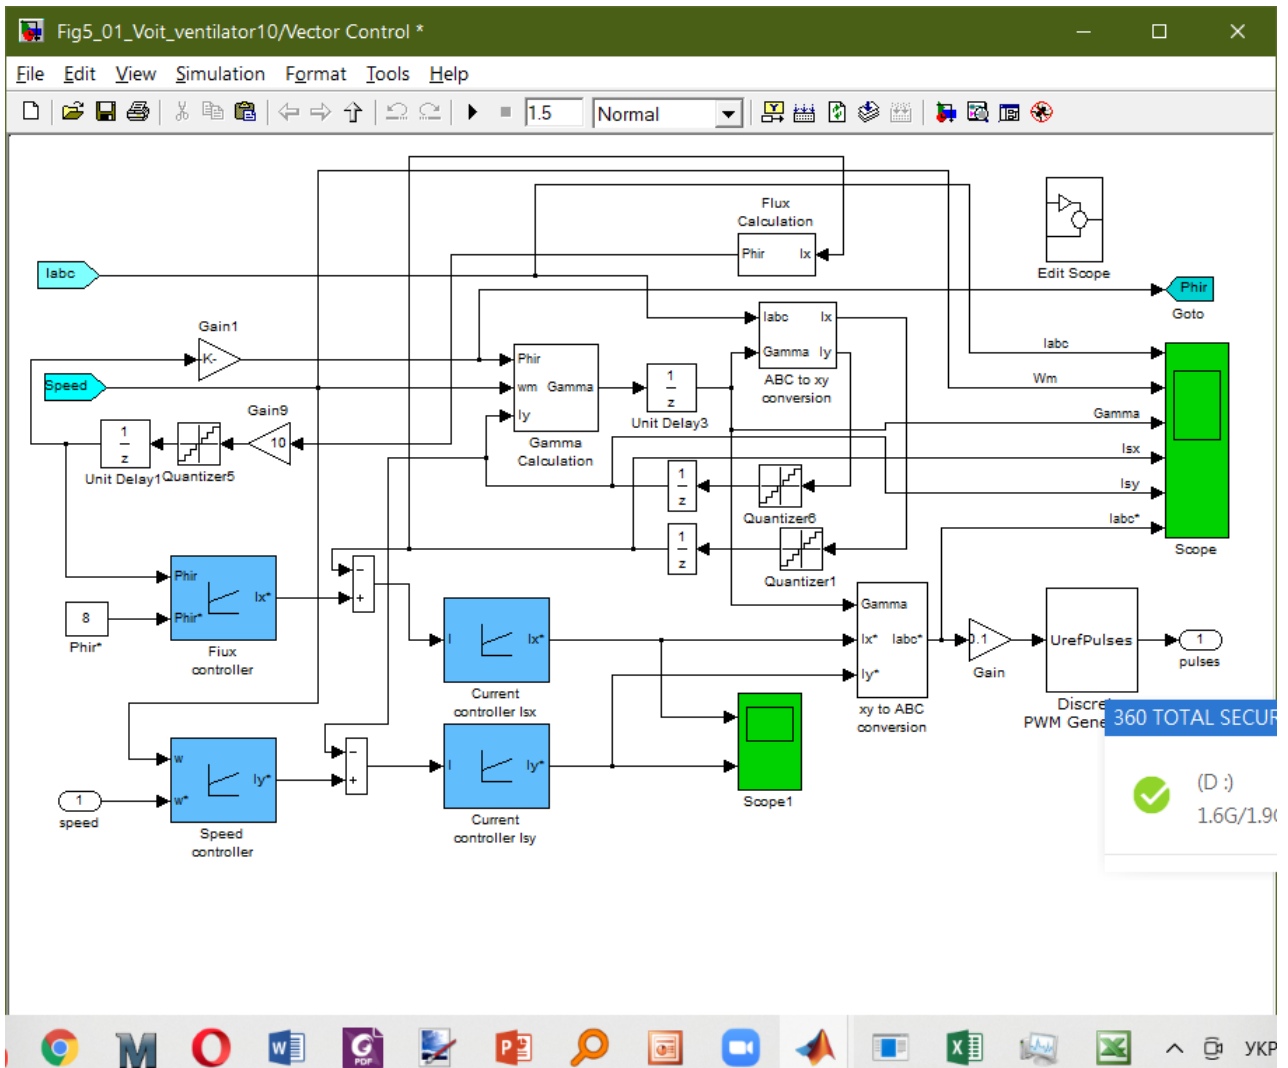 Fig5_01_Voit_ventilator10/Vector Control *
File Edit View Simulation Format Tools Help
1.5 Normal
Flux
Calculation
Phir Ix
Edit Scope
Iabc
Phir
Goto
Gain1
-K-
Iabc Ix
Gamma Iy
ABC to xy
conversion
Iabc
Speed
Phir
wm Gamma
Iy
Gamma
Calculation
1
z
Unit Delay3
Wm
Gamma
Gain9
10
1
z
Unit Delay1
Quantizer5
Isx
Isy
Iabc*
Scope
1
z
Quantizer6
1
z
Quantizer1
Phir
Phir* Ix*
Fiux
controller
8
Phir*
−
+
I Ix*
Current
controller Isx
Gamma
Ix* Iabc*
Iy*
xy to ABC
conversion
0.1
Gain
UrefPulses
Discre
PWM Gene
1
pulses
360 TOTAL SECUR
(D :)
1.6G/1.9
w
w* Iy*
Speed
controller
1
speed
−
+
I Iy*
Current
controller Isy
Scope1
УКР